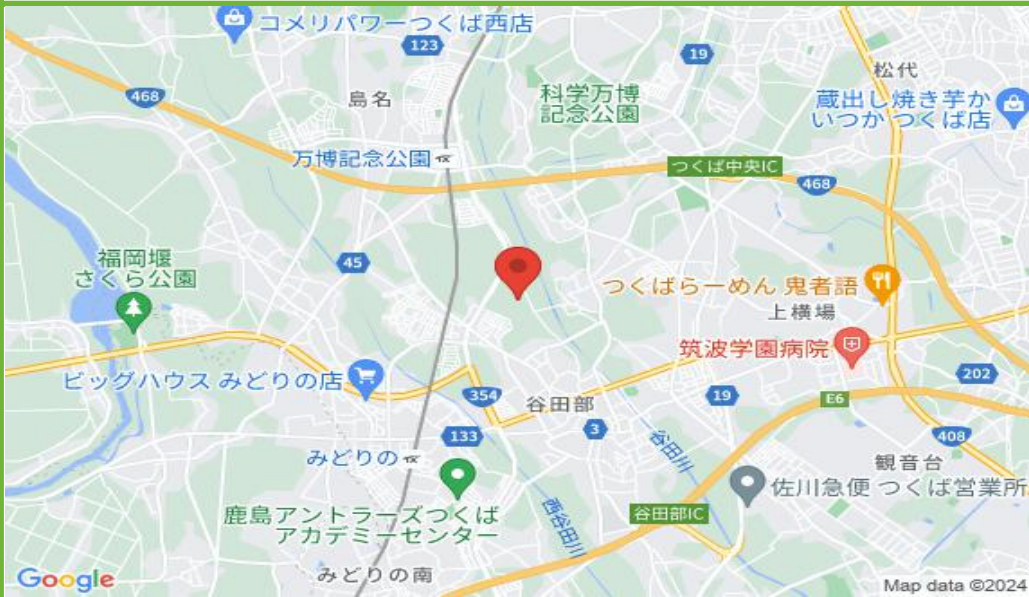 コメリパワーつくば西店
123
19
松代
468
島名
科学万博
記念公園
蔵出し焼き芋か
いつか つくば店
万博記念公園
つくば中央IC
468
福岡堰
さくら公園
45
つくばらーめん 鬼者語
上横場
筑波学園病院
ビッグハウス みどりの店
202
354
谷田部
19
E6
3
133
408
谷田川
みどりの
観音台
佐川急便 つくば営業所
鹿島アントラーズつくば
アカデミーセンター
西谷田川
谷田部IC
みどりの南
Google
Map data ©2024